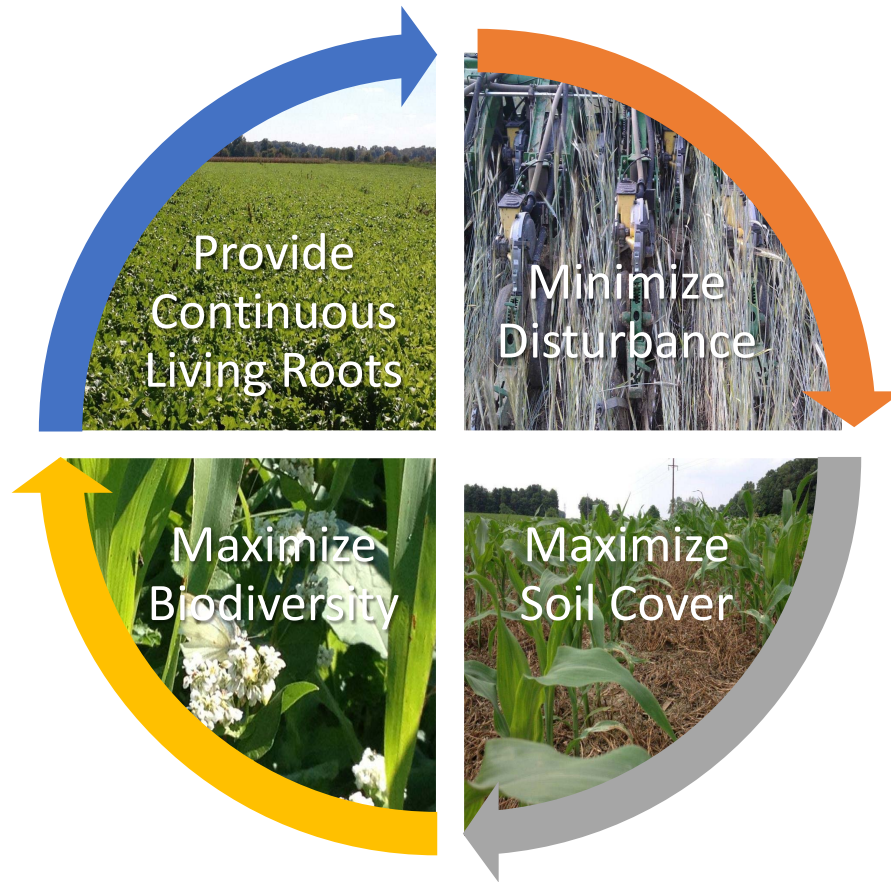 Provide
Continuous
Living Roots
Minimize
Disturbance
Maximize
Biodiversity
Maximize
Soil Cover